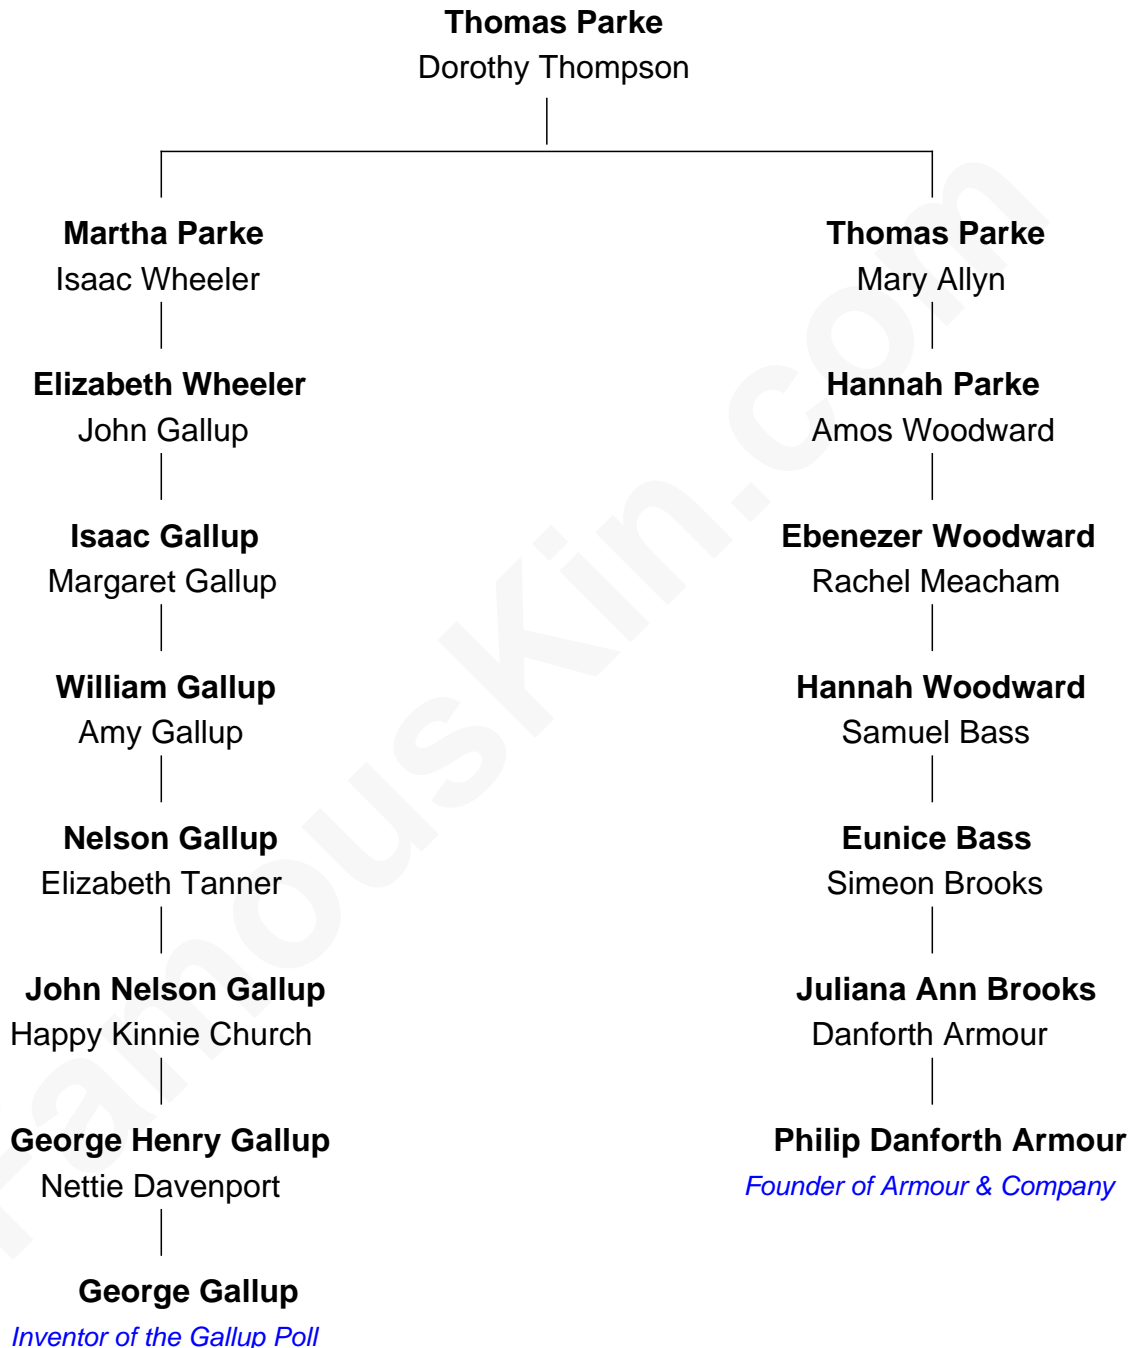 Thomas Parke
Dorothy Thompson
Martha Parke
Isaac Wheeler
Elizabeth Wheeler
John Gallup
Isaac Gallup
Margaret Gallup
William Gallup
Amy Gallup
Nelson Gallup
Elizabeth Tanner
John Nelson Gallup
Happy Kinnie Church
George Henry Gallup
Nettie Davenport
George Gallup
Inventor of the Gallup Poll
Thomas Parke
Mary Allyn
Hannah Parke
Amos Woodward
Ebenezer Woodward
Rachel Meacham
Hannah Woodward
Samuel Bass
Eunice Bass
Simeon Brooks
Juliana Ann Brooks
Danforth Armour
Philip Danforth Armour
Founder of Armour & Company
FamousKin.com